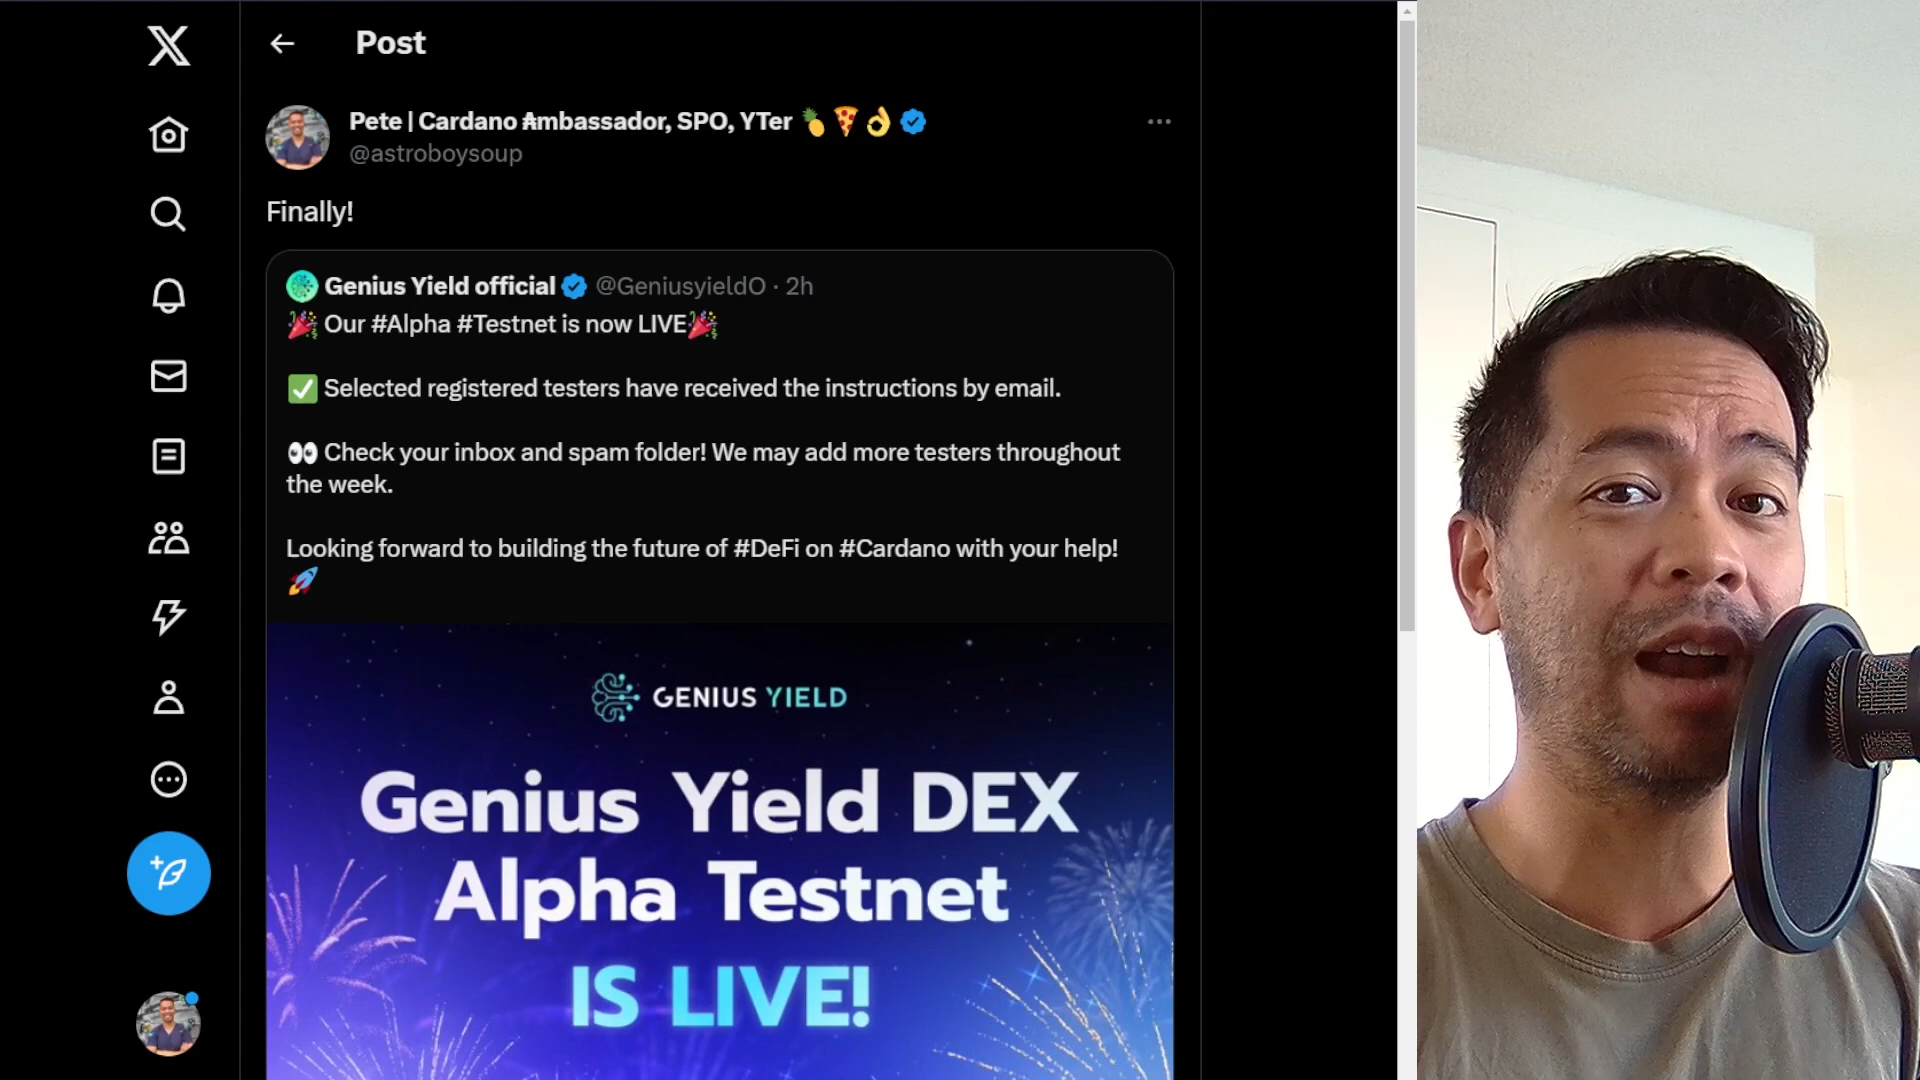 Post
Pete | Cardano ₳mbassador, SPO, YTer 🍍🍕👌
@astroboysoup
Finally!
Genius Yield official @GeniusyieldO · 2h
🎉 Our #Alpha #Testnet is now LIVE🎉
✅ Selected registered testers have received the instructions by email.
👀 Check your inbox and spam folder! We may add more testers throughout
the week.
Looking forward to building the future of #DeFi on #Cardano with your help!
🚀
GENIUS YIELD
Genius Yield DEX
Alpha Testnet
IS LIVE!